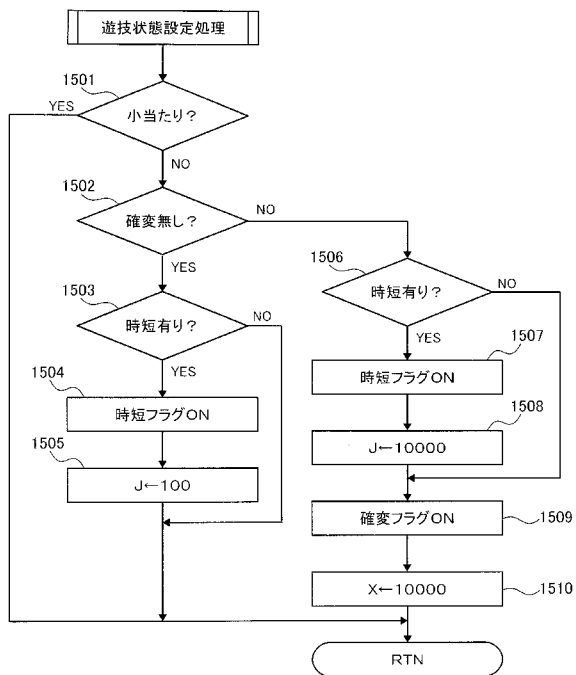 遊技状態設定処理
1501
YES
小当たり?
NO
1502
確変無し?
NO
YES
1503
時短有り?
NO
YES
1504
時短フラグON
1505
J←100
1506
時短有り?
NO
YES
1507
時短フラグON
1508
J←10000
確変フラグON
1509
X←10000
1510
RTN